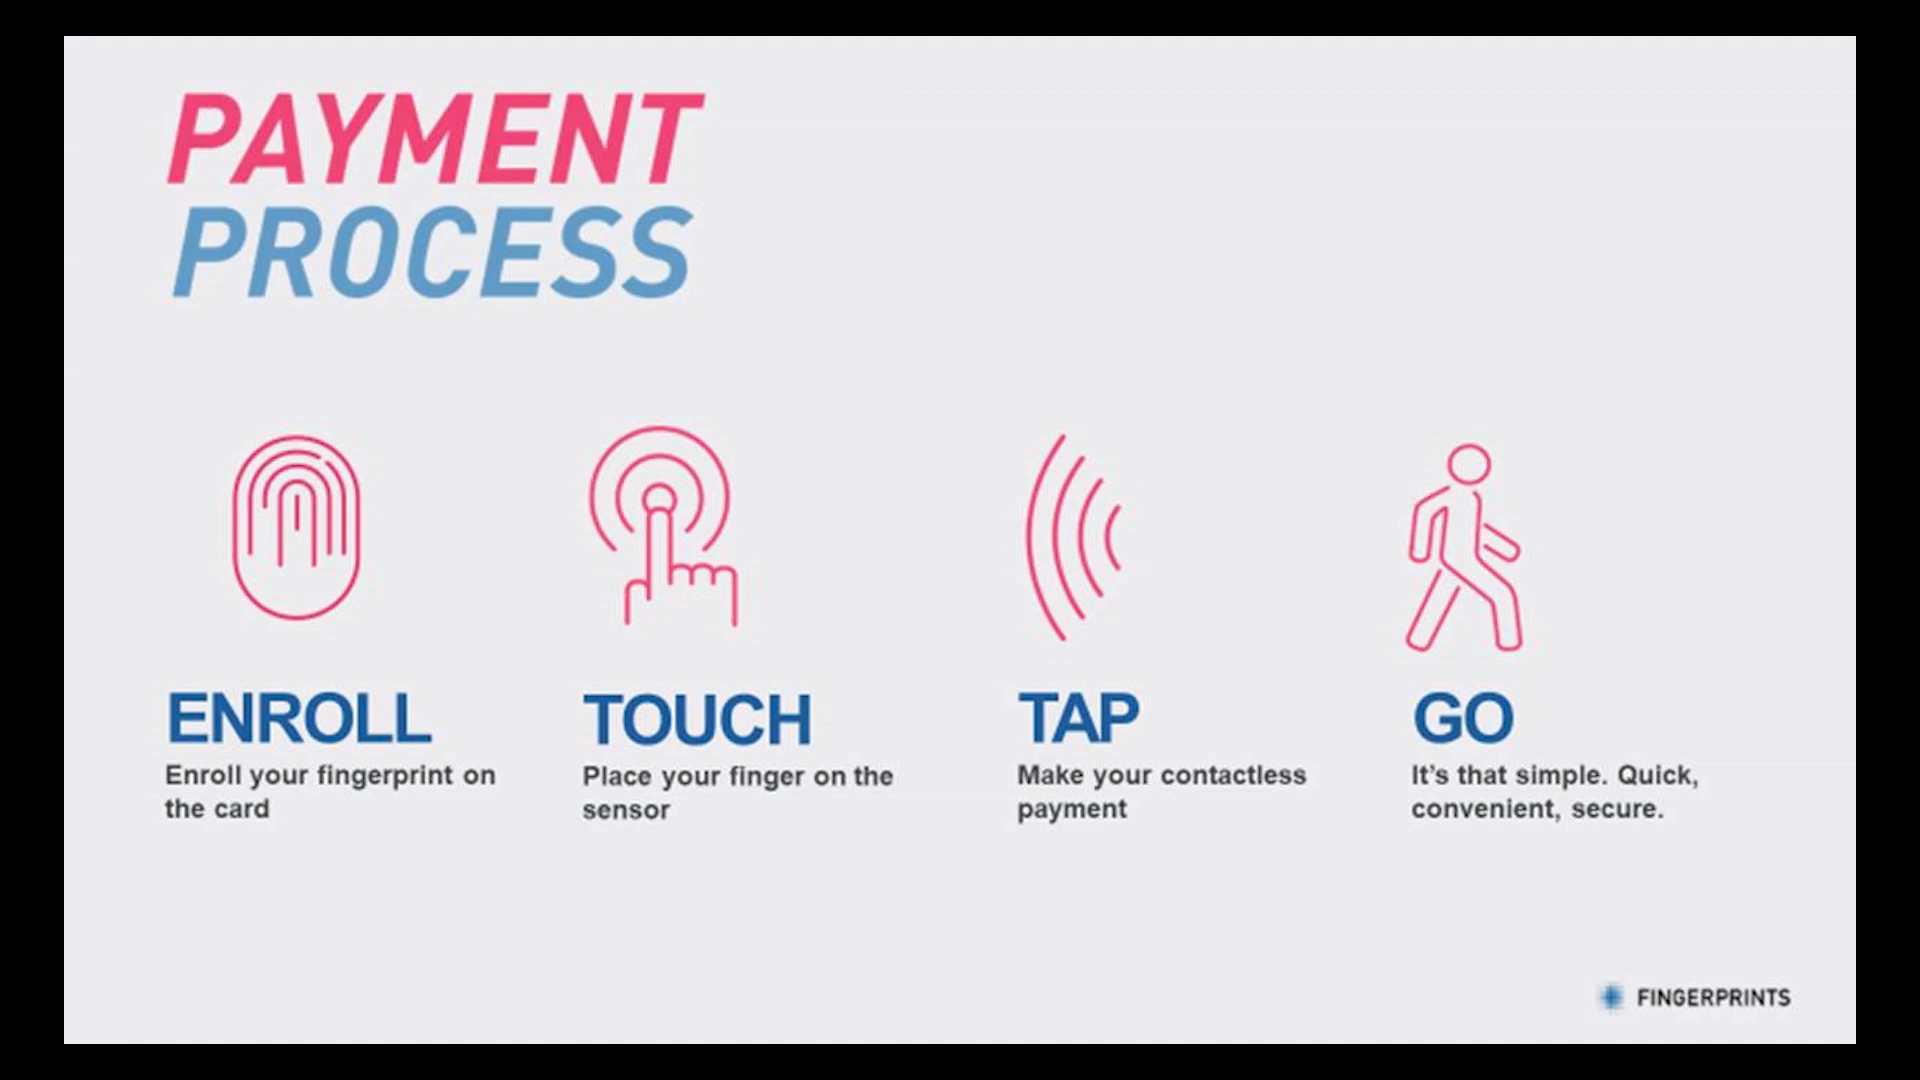 PAYMENT
PROCESS
ENROLL
Enroll your fingerprint on
the card
TOUCH
Place your finger on the
sensor
TAP
Make your contactless
payment
GO
It’s that simple. Quick,
convenient, secure.
FINGERPRINTS